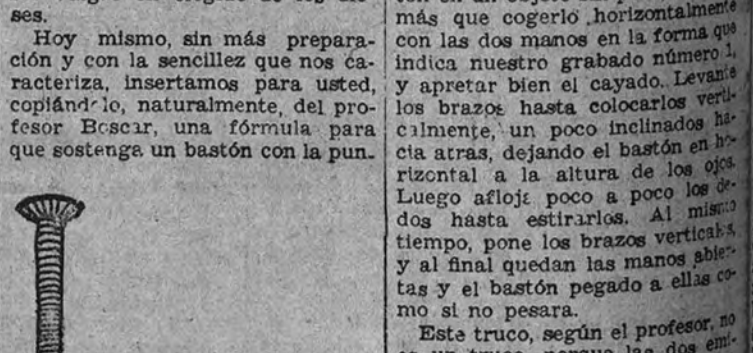 ses.
Hoy mismo, sin más prepara-
ción y con la sencillez que nos ca-
racteriza, insertamos para usted,
copiándolo, naturalmente, del pro-
fesor Boscar, una fórmula para
que sostenga un bastón con la pun-
más que cogerlo horizontalmente
con las dos manos en la forma que
indica nuestro grabado número 1,
y apretar bien el cayado. Levante
los brazos hasta colocarlos verti-
calmente, un poco inclinados ha-
cia atras, dejando el bastón en ho-
rizontal a la altura de los ojos.
Luego afloje poco a poco los de-
dos hasta estirarlos. Al mismo
tiempo, pone los brazos verticales,
y al final quedan las manos abier-
tas y el bastón pegado a ellas co-
mo si no pesara.
Este truco, según el profesor, no